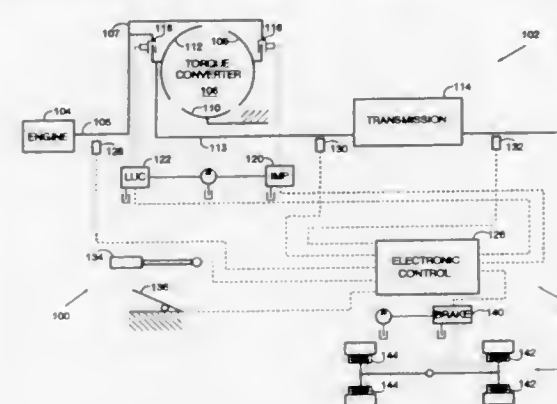 118
116
107
112
108
102
TORQUE
CONVERTER
106
104
114
ENGINE
105
110
TRANSMISSION
128
113
130
132
122
120
LUC
IMP
126
134
ELECTRONIC
CONTROL
136
100
BRAKE
140
144
142
144
142